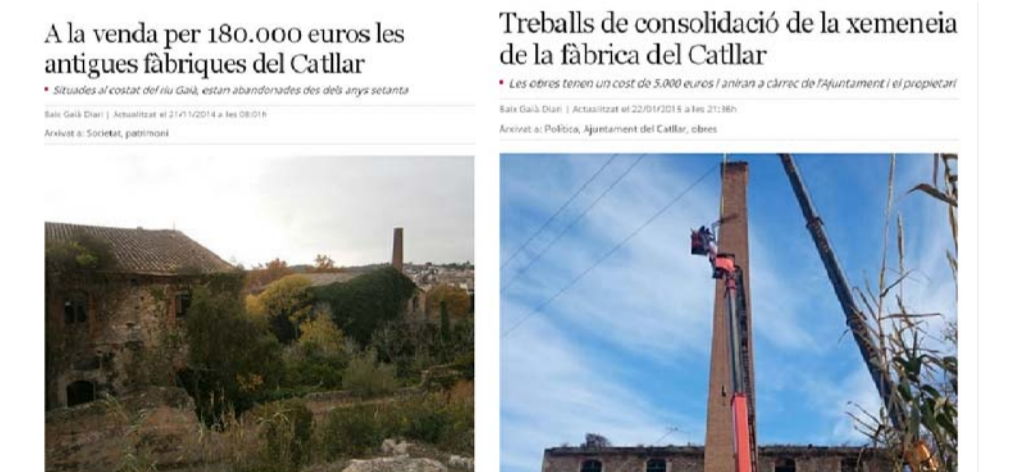 A la venda per 180.000 euros les
antigues fàbriques del Catllar
Situades al costat del riu Gaià, estan abandonades des dels anys setanta
Baix Gaià Diari | Actualitzat el 21/11/2014 a les 08:01h
Arxivat a: Societat, patrimoni
Treballs de consolidació de la xemeneia
de la fàbrica del Catllar
Les obres tenen un cost de 5.000 euros i aniran a càrrec de l'Ajuntament i el propietari
Baix Gaià Diari | Actualitzat el 22/01/2015 a les 21:36h
Arxivat a: Política, Ajuntament del Catllar, obres